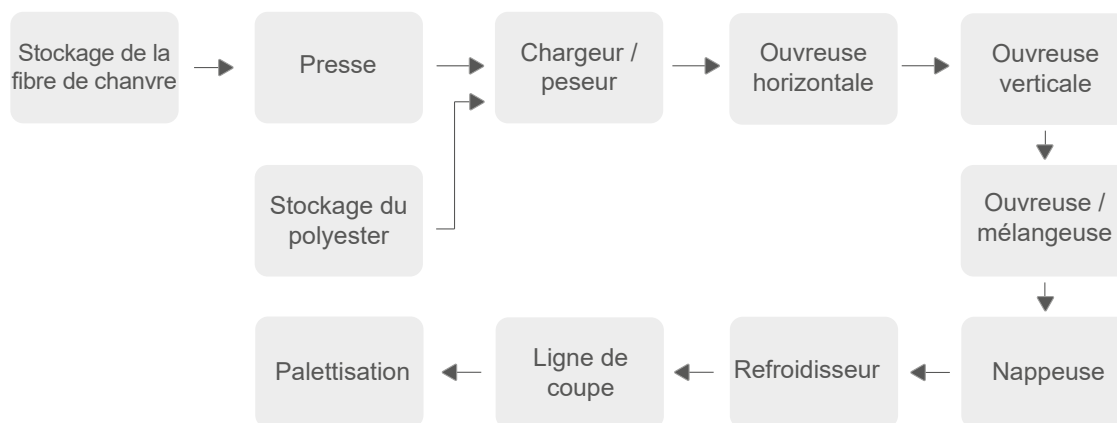 Stockage de la
fibre de chanvre
Presse
Chargeur /
peseur
Ouvreuse
horizontale
Ouvreuse
verticale
Stockage du
polyester
Ouvreuse /
mélangeuse
Palettisation
Ligne de
coupe
Refroidisseur
Nappeuse